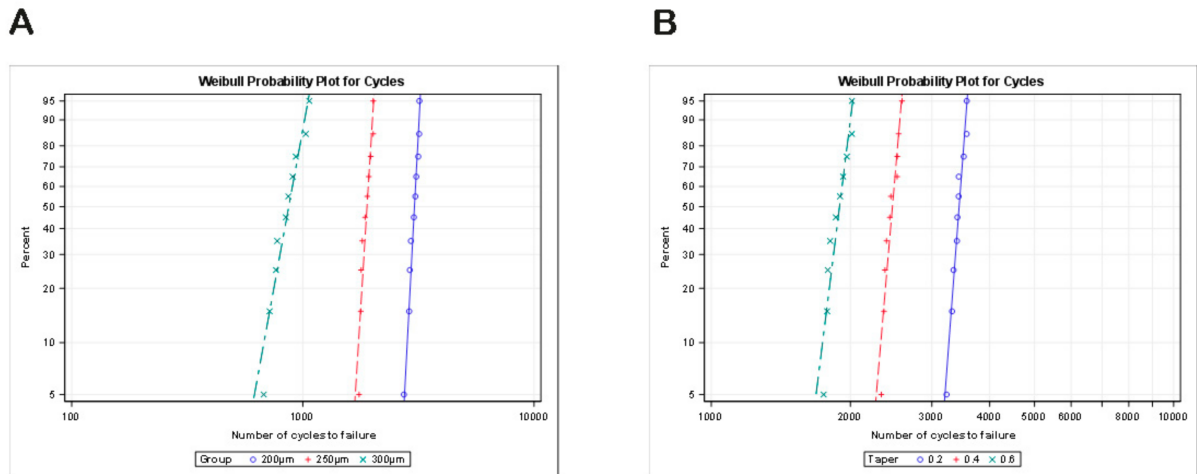 A
Weibull Probability Plot for Cycles
95
90
80
70
60
50
40
30
20
10
5
Percent
100 1000 10000
Number of cycles to failure
Group 200µm 250µm 300µm
B
Weibull Probability Plot for Cycles
95
90
80
70
60
50
40
30
20
10
5
Percent
1000 2000 3000 4000 5000 6000 8000 10000
Number of cycles to failure
Taper 0.2 0.4 0.6